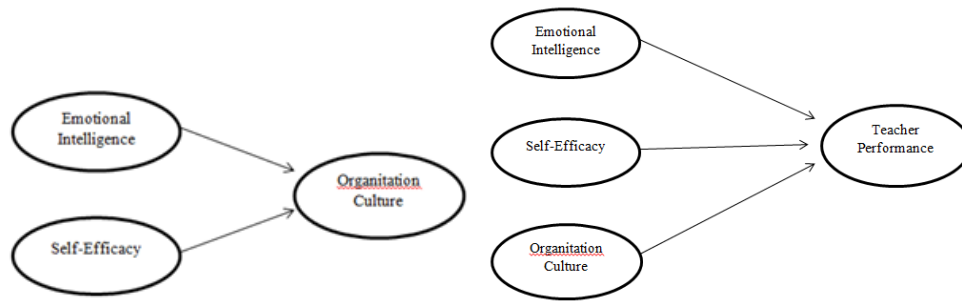 Emotional
Intelligence
Self-Efficacy
Organitation
Culture
Emotional
Intelligence
Self-Efficacy
Organitation
Culture
Teacher
Performance